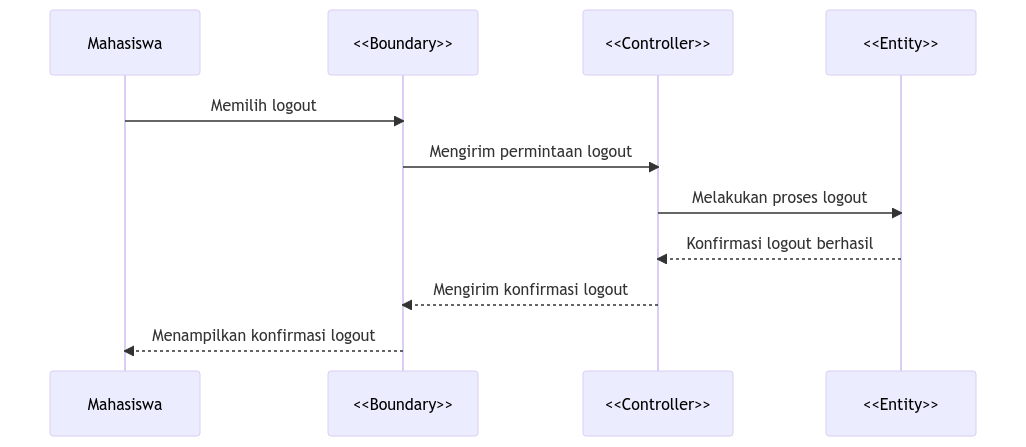 Mahasiswa
<<Boundary>>
<<Controller>>
<<Entity>>
Memilih logout
Mengirim permintaan logout
Melakukan proses logout
Konfirmasi logout berhasil
Mengirim konfirmasi logout
Menampilkan konfirmasi logout
Mahasiswa
<<Boundary>>
<<Controller>>
<<Entity>>